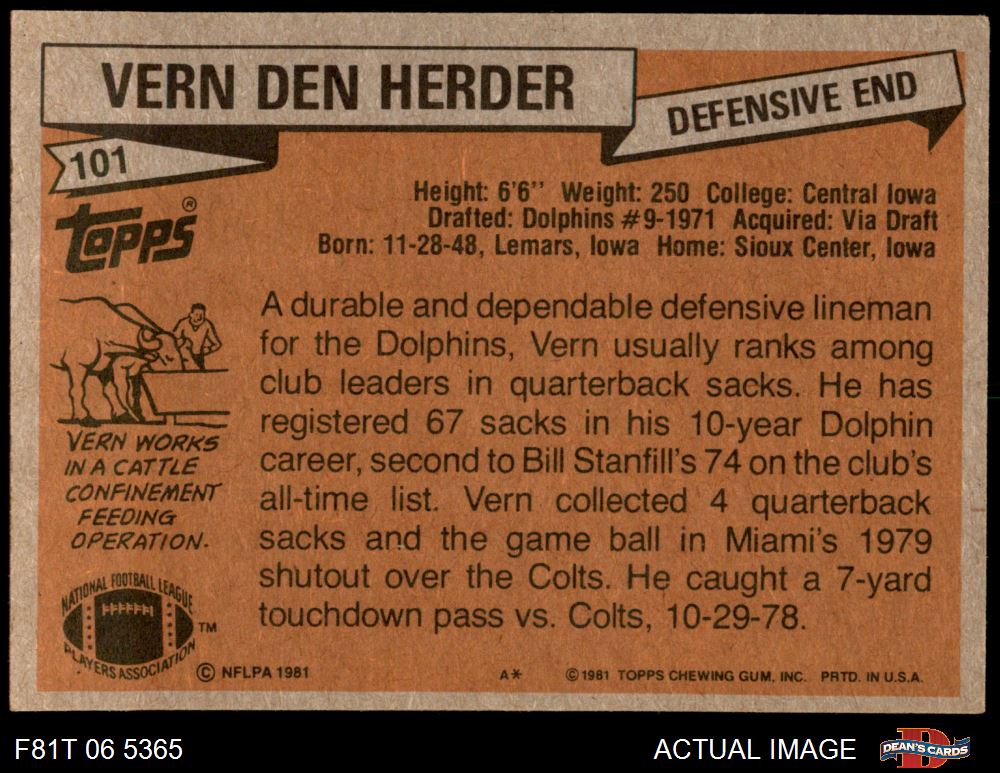 VERN DEN HERDER
DEFENSIVE END
101
TOPPS®
Height: 6'6" Weight: 250 College: Central Iowa
Drafted: Dolphins #9-1971 Acquired: Via Draft
Born: 11-28-48, Lemars, Iowa Home: Sioux Center, Iowa
A durable and dependable defensive lineman
for the Dolphins, Vern usually ranks among
club leaders in quarterback sacks. He has
registered 67 sacks in his 10-year Dolphin
career, second to Bill Stanfill's 74 on the club's
all-time list. Vern collected 4 quarterback
sacks and the game ball in Miami's 1979
shutout over the Colts. He caught a 7-yard
touchdown pass vs. Colts, 10-29-78.
VERN WORKS
IN A CATTLE
CONFINEMENT
FEEDING
OPERATION.
NATIONAL FOOTBALL LEAGUE
PLAYERS ASSOCIATION
TM
© NFLPA 1981
A* © 1981 TOPPS CHEWING GUM, INC. PRTD. IN U.S.A.
F81T 06 5365
ACTUAL IMAGE
D
DEAN'S CARDS